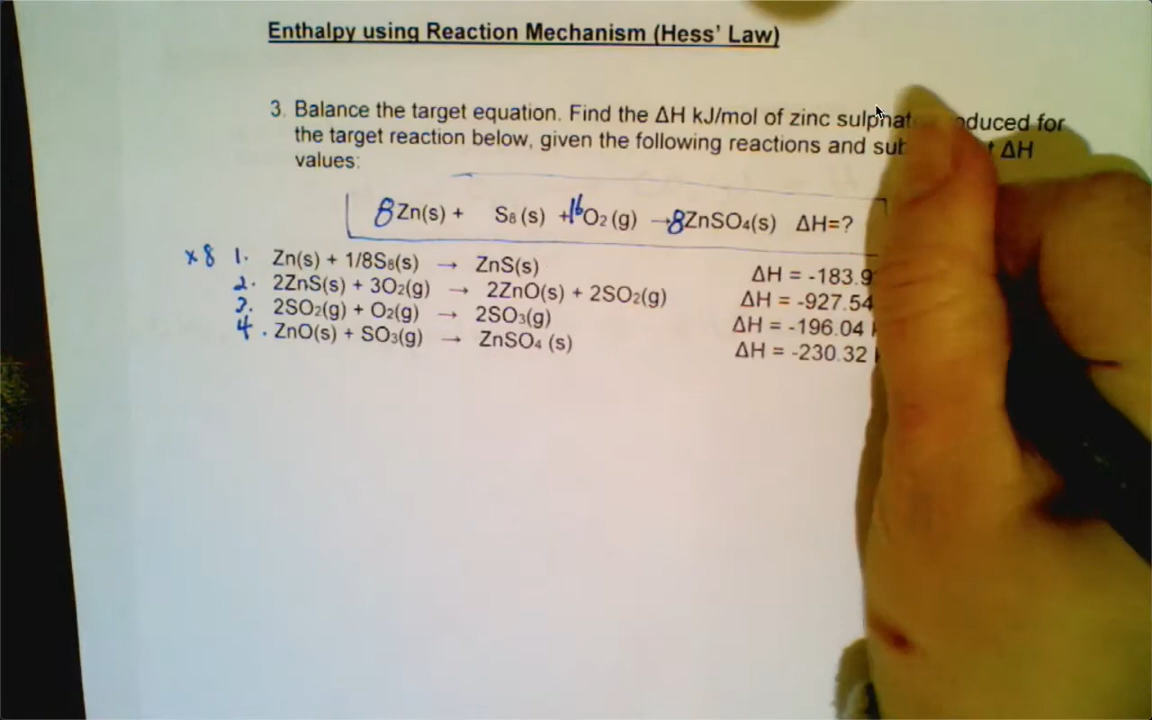 Enthalpy using Reaction Mechanism (Hess' Law)
3. Balance the target equation. Find the ΔH kJ/mol of zinc for
the target reaction below, given the following reactions and ΔH
values:
8Zn(s) + S₈ (s) +16O₂ (g) →8ZnSO₄(s) ΔH=?
x8 1. Zn(s) + 1/8S₈(s) → ZnS(s) ΔH = -183.9
2. 2ZnS(s) + 3O₂(g) → 2ZnO(s) + 2SO₂(g) ΔH = -927.54
3. 2SO₂(g) + O₂(g) → 2SO₃(g) ΔH = -196.04
4. ZnO(s) + SO₃(g) → ZnSO₄ (s) ΔH = -230.32